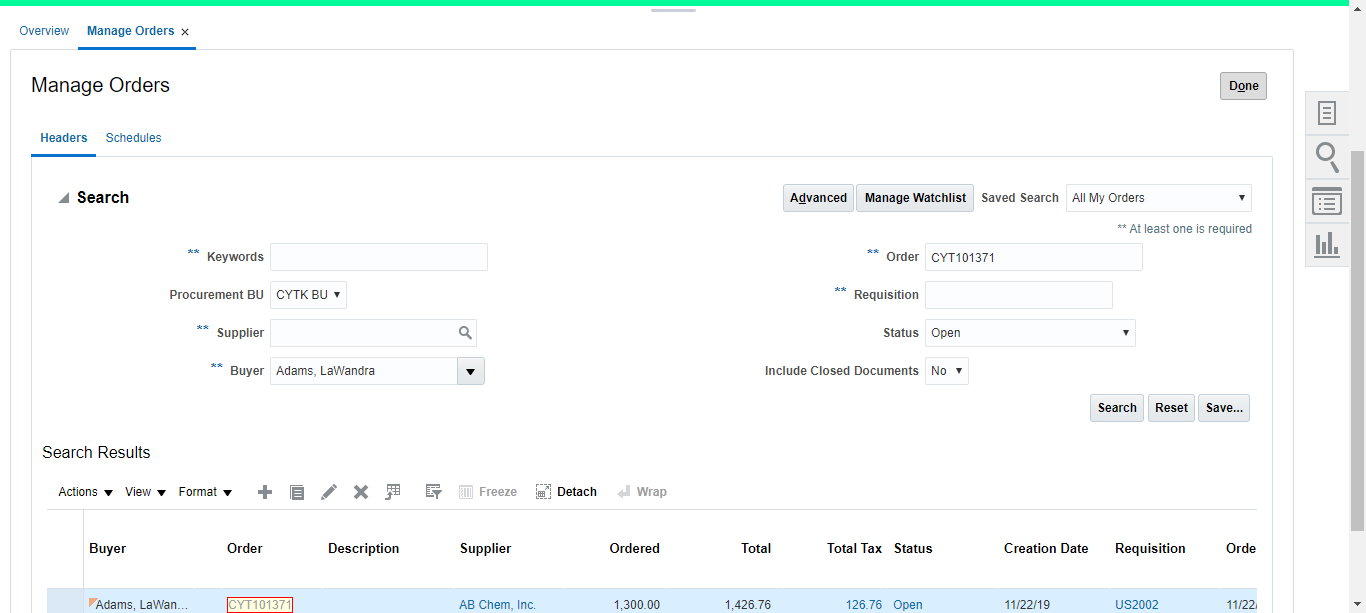 Overview Manage Orders
Manage Orders Done
Headers Schedules
Search Advanced Manage Watchlist Saved Search All My Orders
** At least one is required
** Keywords ** Order CYT101371
Procurement BU CYTK BU ** Requisition
** Supplier Status Open
** Buyer Adams, LaWandra Include Closed Documents No
Search Reset Save...
Search Results
Actions View Format Freeze Detach Wrap
Buyer Order Description Supplier Ordered Total Total Tax Status Creation Date Requisition Orde
Adams, LaWan... CYT101371 AB Chem, Inc. 1,300.00 1,426.76 126.76 Open 11/22/19 US2002 11/22/